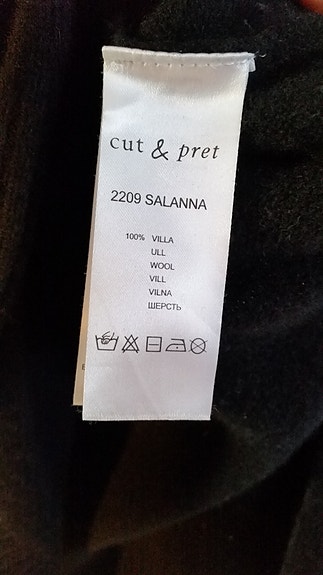 cut & pret
2209 SALANNA
100% VILLA
ULL
WOOL
VILL
VILNA
ШЕРСТЬ